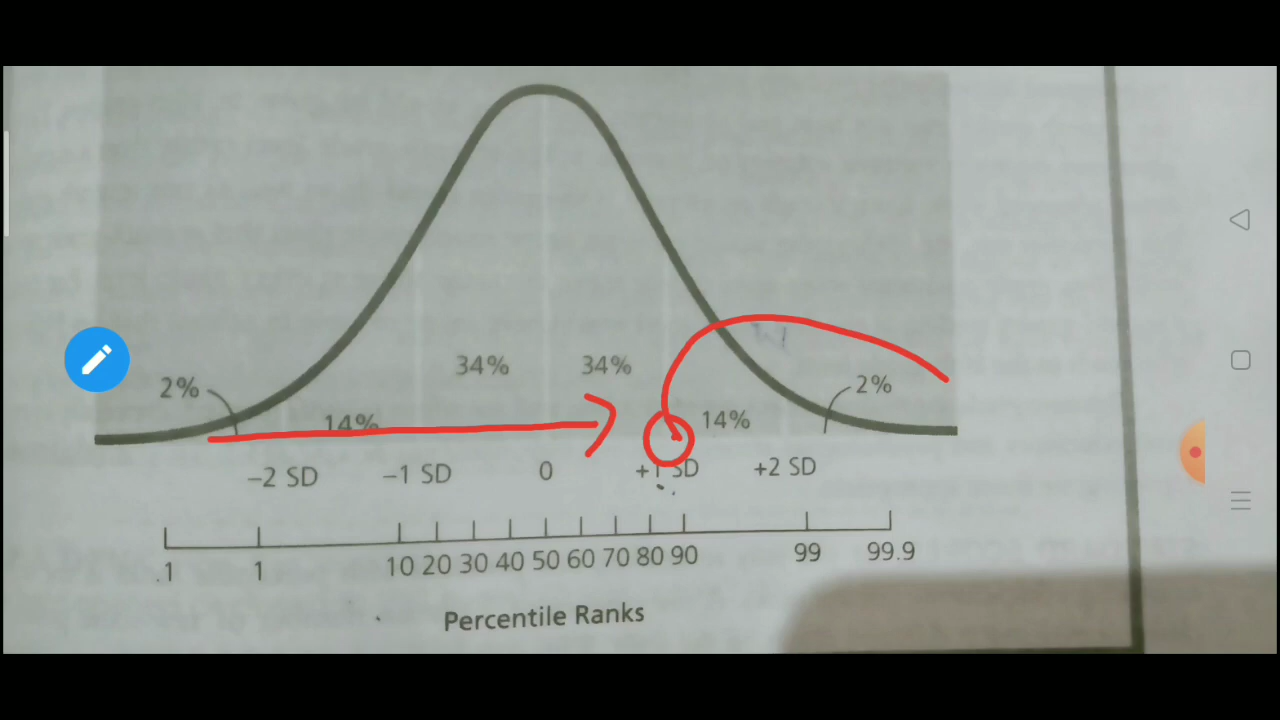 34% 34%
2% 2%
14% 14%
−2 SD −1 SD 0 +1 SD +2 SD
.1 1 10 20 30 40 50 60 70 80 90 99 99.9
Percentile Ranks